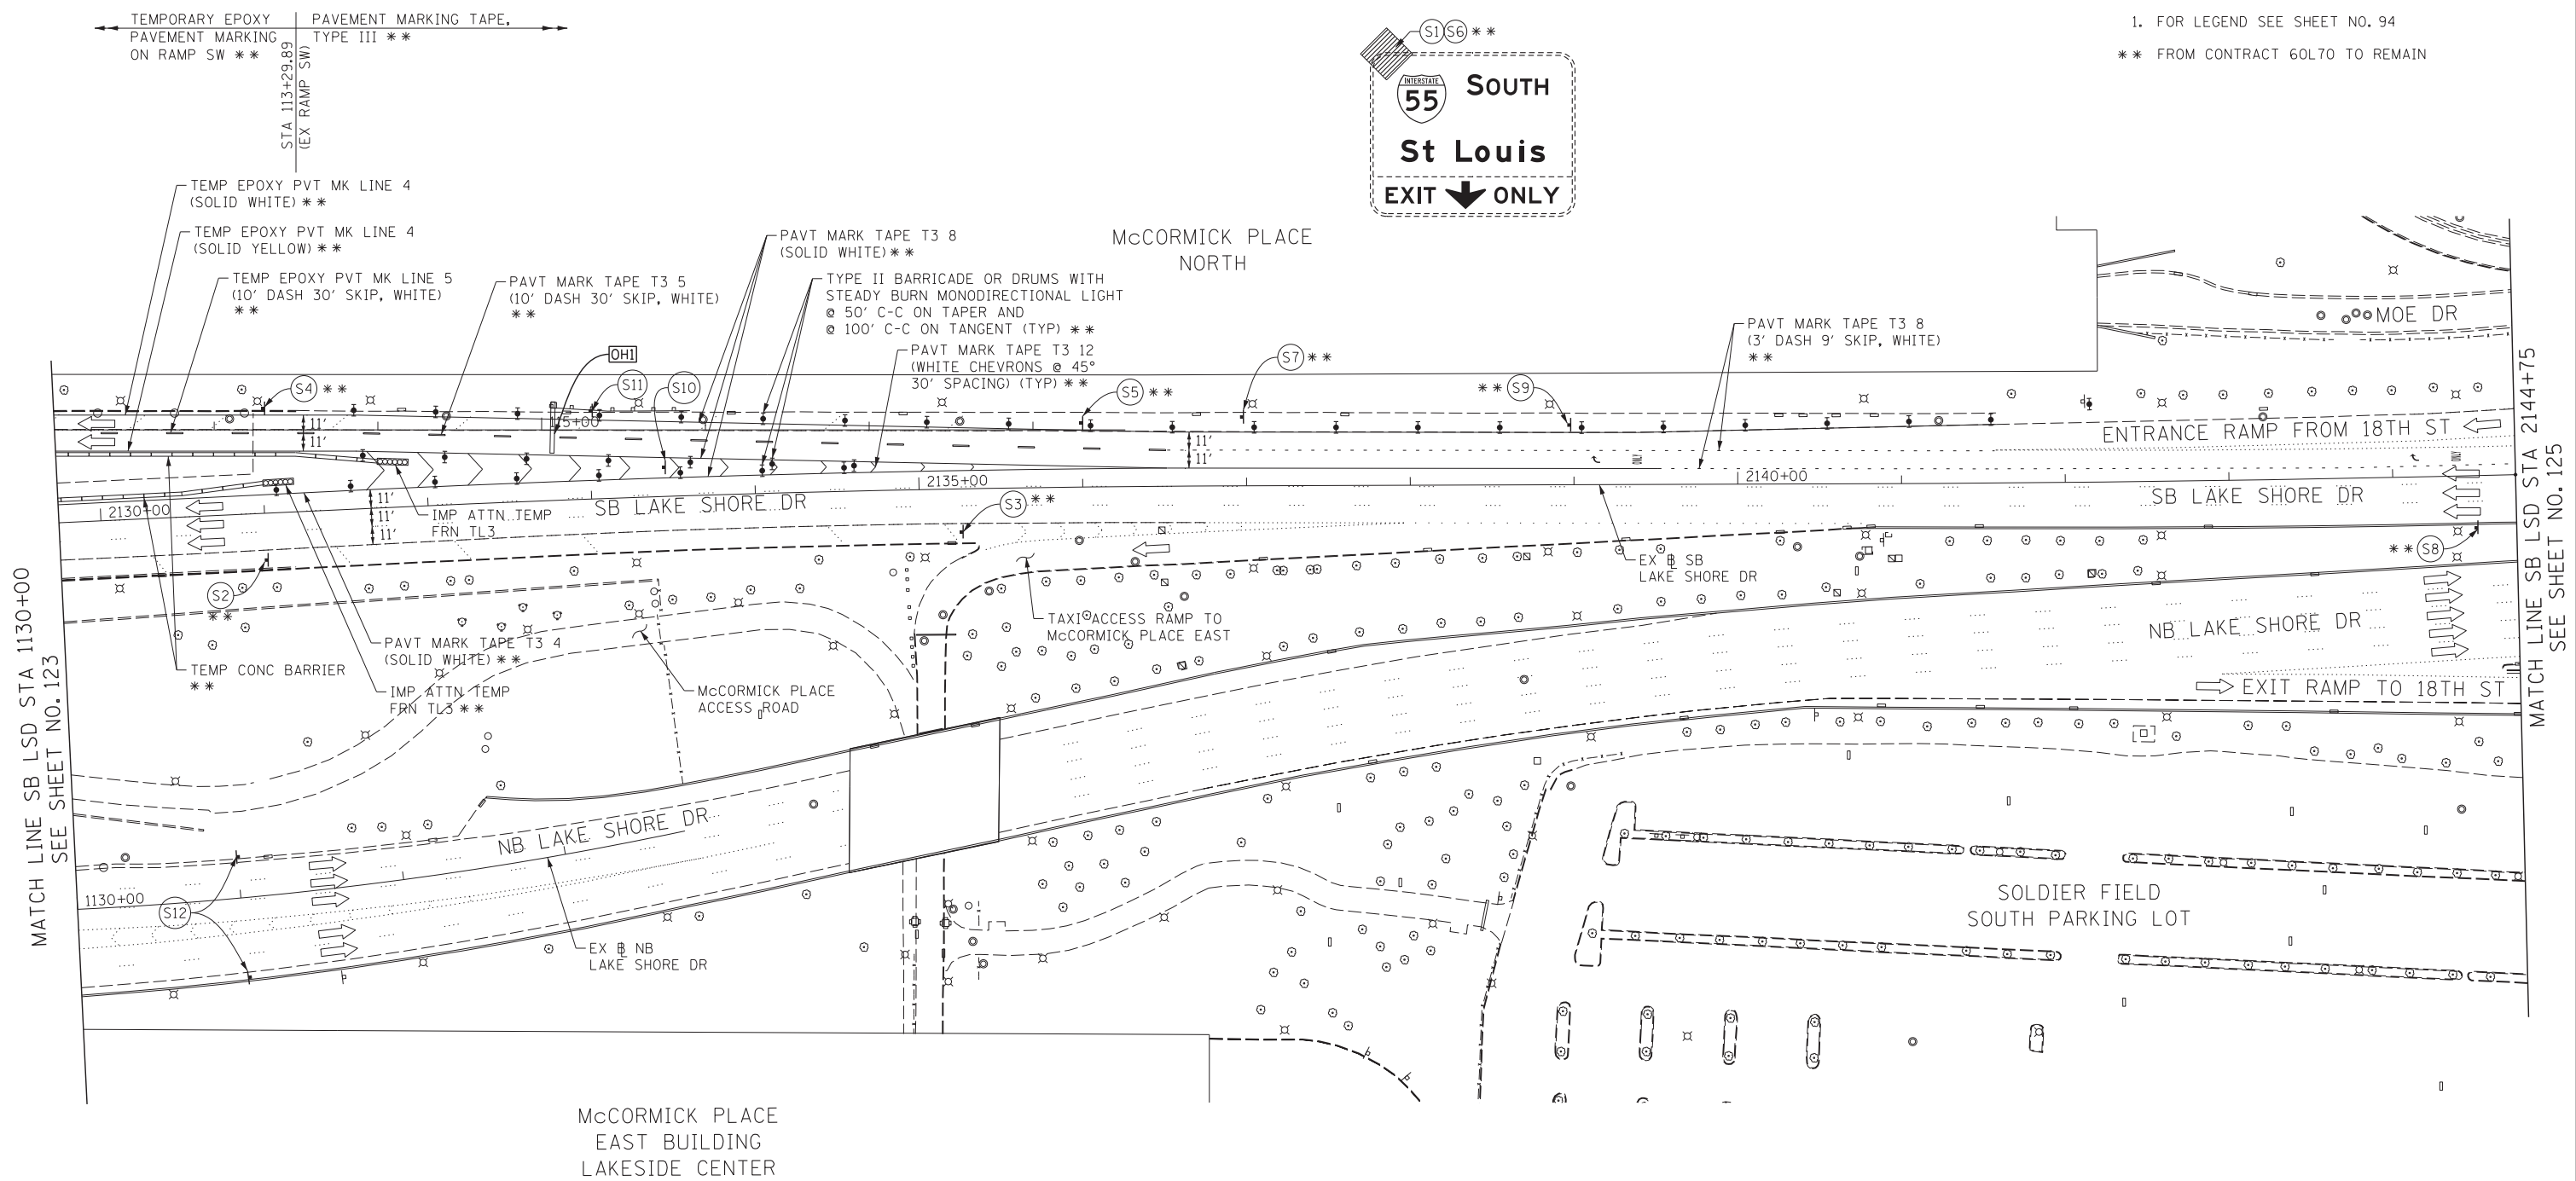 TEMPORARY EPOXY
PAVEMENT MARKING
ON RAMP SW **
PAVEMENT MARKING TAPE,
TYPE III **
STA 113+29.89
(EX RAMP SW)
S1 S6 **
INTERSTATE
55
SOUTH
St Louis
EXIT ONLY
1. FOR LEGEND SEE SHEET NO. 94
** FROM CONTRACT 60L70 TO REMAIN
TEMP EPOXY PVT MK LINE 4
(SOLID WHITE) **
TEMP EPOXY PVT MK LINE 4
(SOLID YELLOW) **
TEMP EPOXY PVT MK LINE 5
(10' DASH 30' SKIP, WHITE)
**
PAVT MARK TAPE T3 5
(10' DASH 30' SKIP, WHITE)
**
PAVT MARK TAPE T3 8
(SOLID WHITE) **
TYPE II BARRICADE OR DRUMS WITH
STEADY BURN MONODIRECTIONAL LIGHT
@ 50' C-C ON TAPER AND
@ 100' C-C ON TANGENT (TYP) **
PAVT MARK TAPE T3 12
(WHITE CHEVRONS @ 45°
30' SPACING) (TYP) **
McCORMICK PLACE
NORTH
PAVT MARK TAPE T3 8
(3' DASH 9' SKIP, WHITE)
**
MOE DR
OH1
S4 **
S11
S10
S5 **
S7 **
** S9
115+00
11'
11'
11'
11'
ENTRANCE RAMP FROM 18TH ST
2130+00
2135+00
2140+00
11'
11'
11'
SB LAKE SHORE DR
SB LAKE SHORE DR
IMP ATTN TEMP
FRN TL3
S3 **
S2
**
** S8
EX BL SB
LAKE SHORE DR
TAXI ACCESS RAMP TO
McCORMICK PLACE EAST
NB LAKE SHORE DR
EXIT RAMP TO 18TH ST
PAVT MARK TAPE T3 4
(SOLID WHITE) **
TEMP CONC BARRIER
**
IMP ATTN TEMP
FRN TL3 **
McCORMICK PLACE
ACCESS ROAD
MATCH LINE SB LSD STA 1130+00
SEE SHEET NO. 123
MATCH LINE SB LSD STA 2144+75
SEE SHEET NO. 125
NB LAKE SHORE DR
1130+00
S12
EX BL NB
LAKE SHORE DR
SOLDIER FIELD
SOUTH PARKING LOT
McCORMICK PLACE
EAST BUILDING
LAKESIDE CENTER